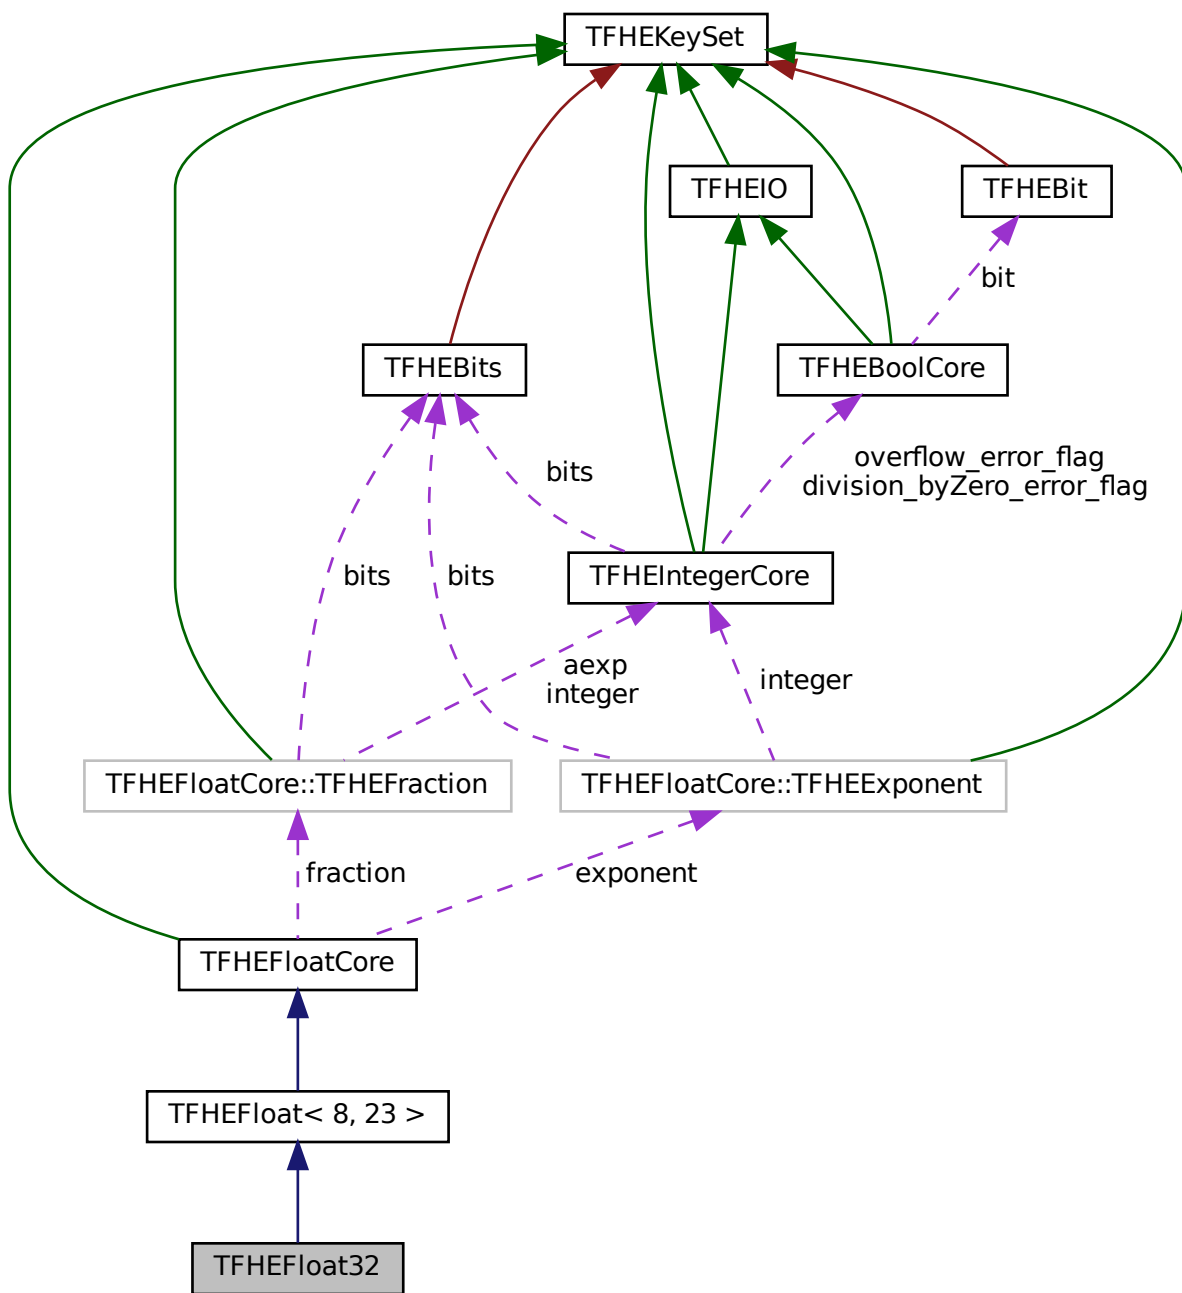 TFHEKeySet
TFHEIO
TFHEBit
bit
TFHEBits
TFHEBoolCore
bits
overflow_error_flag
division_byZero_error_flag
bits
bits
TFHEIntegerCore
aexp
integer
integer
TFHEFloatCore::TFHEFraction
TFHEFloatCore::TFHEExponent
fraction
exponent
TFHEFloatCore
TFHEFloat< 8, 23 >
TFHEFloat32